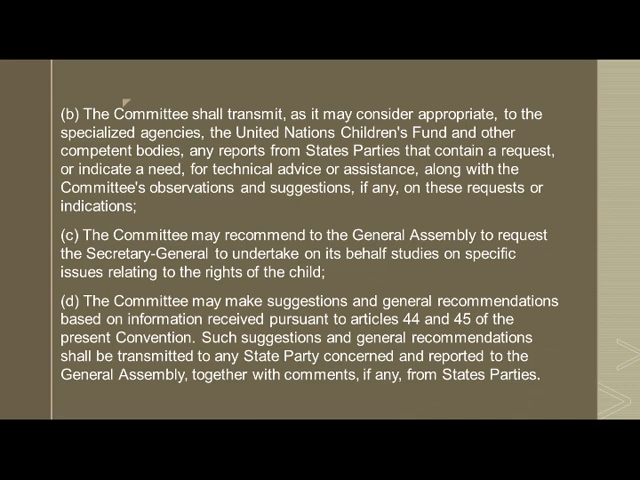 (b) The Committee shall transmit, as it may consider appropriate, to the
specialized agencies, the United Nations Children's Fund and other
competent bodies, any reports from States Parties that contain a request,
or indicate a need, for technical advice or assistance, along with the
Committee's observations and suggestions, if any, on these requests or
indications;
(c) The Committee may recommend to the General Assembly to request
the Secretary-General to undertake on its behalf studies on specific
issues relating to the rights of the child;
(d) The Committee may make suggestions and general recommendations
based on information received pursuant to articles 44 and 45 of the
present Convention. Such suggestions and general recommendations
shall be transmitted to any State Party concerned and reported to the
General Assembly, together with comments, if any, from States Parties.